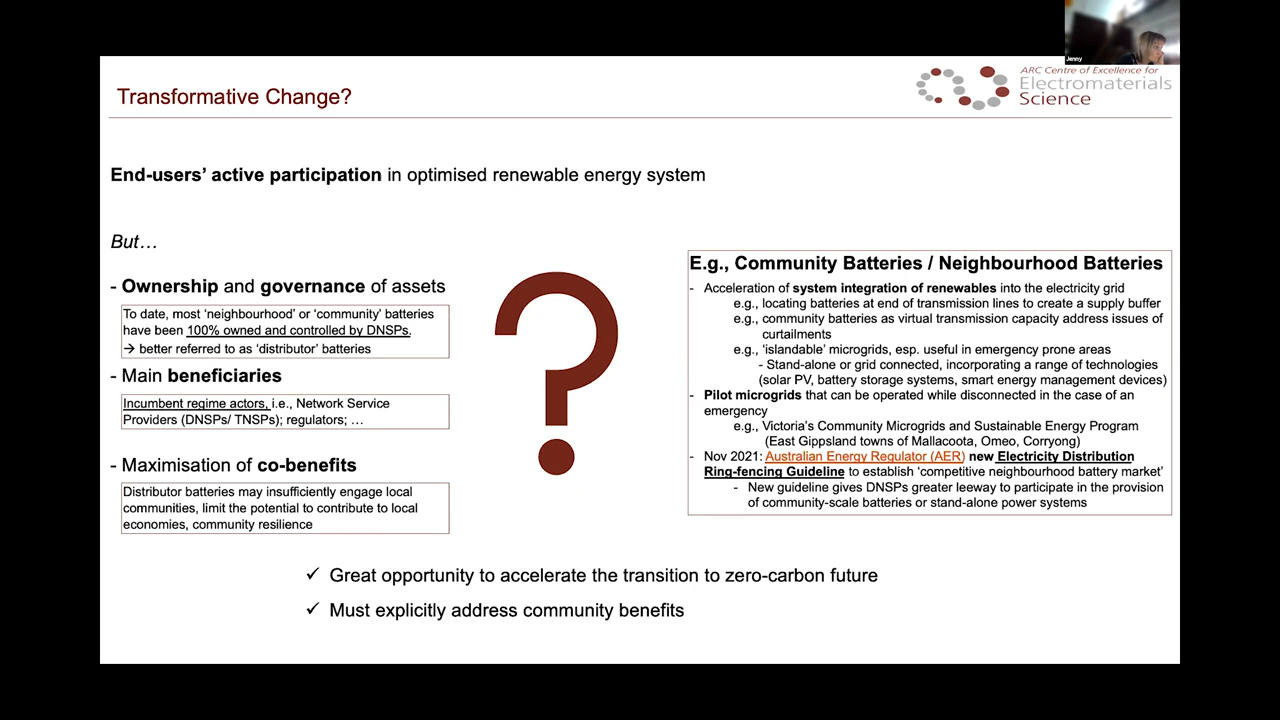 Jenny
ARC Centre of Excellence for
Electromaterials
Science
Transformative Change?
End-users’ active participation in optimised renewable energy system
But…
- Ownership and governance of assets
To date, most ‘neighbourhood’ or ‘community’ batteries
have been 100% owned and controlled by DNSPs.
→ better referred to as ‘distributor’ batteries
- Main beneficiaries
Incumbent regime actors, i.e., Network Service
Providers (DNSPs/ TNSPs); regulators; …
- Maximisation of co-benefits
Distributor batteries may insufficiently engage local
communities, limit the potential to contribute to local
economies, community resilience
?
E.g., Community Batteries / Neighbourhood Batteries
- Acceleration of system integration of renewables into the electricity grid
e.g., locating batteries at end of transmission lines to create a supply buffer
e.g., community batteries as virtual transmission capacity address issues of
curtailments
e.g., ‘islandable’ microgrids, esp. useful in emergency prone areas
- Stand-alone or grid connected, incorporating a range of technologies
(solar PV, battery storage systems, smart energy management devices)
- Pilot microgrids that can be operated while disconnected in the case of an
emergency
e.g., Victoria’s Community Microgrids and Sustainable Energy Program
(East Gippsland towns of Mallacoota, Omeo, Corryong)
- Nov 2021: Australian Energy Regulator (AER) new Electricity Distribution
Ring-fencing Guideline to establish ‘competitive neighbourhood battery market’
- New guideline gives DNSPs greater leeway to participate in the provision
of community-scale batteries or stand-alone power systems
✓ Great opportunity to accelerate the transition to zero-carbon future
✓ Must explicitly address community benefits